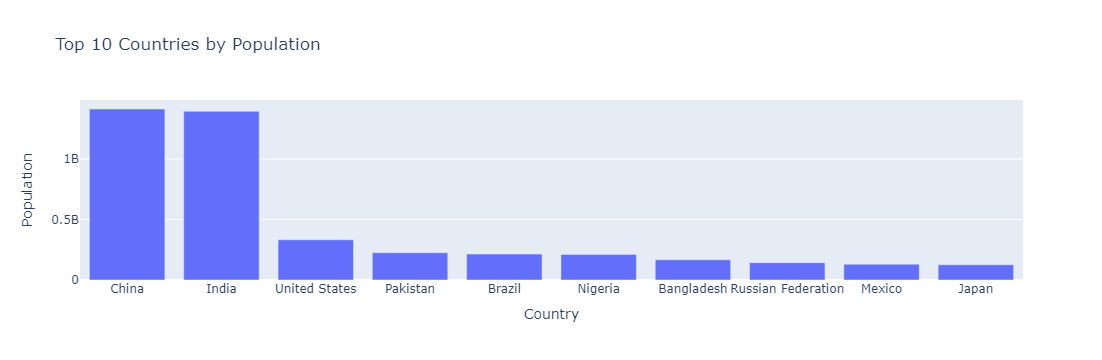 Top 10 Countries by Population
Population
1B
0.5B
0
China India United States Pakistan Brazil Nigeria Bangladesh Russian Federation Mexico Japan
Country